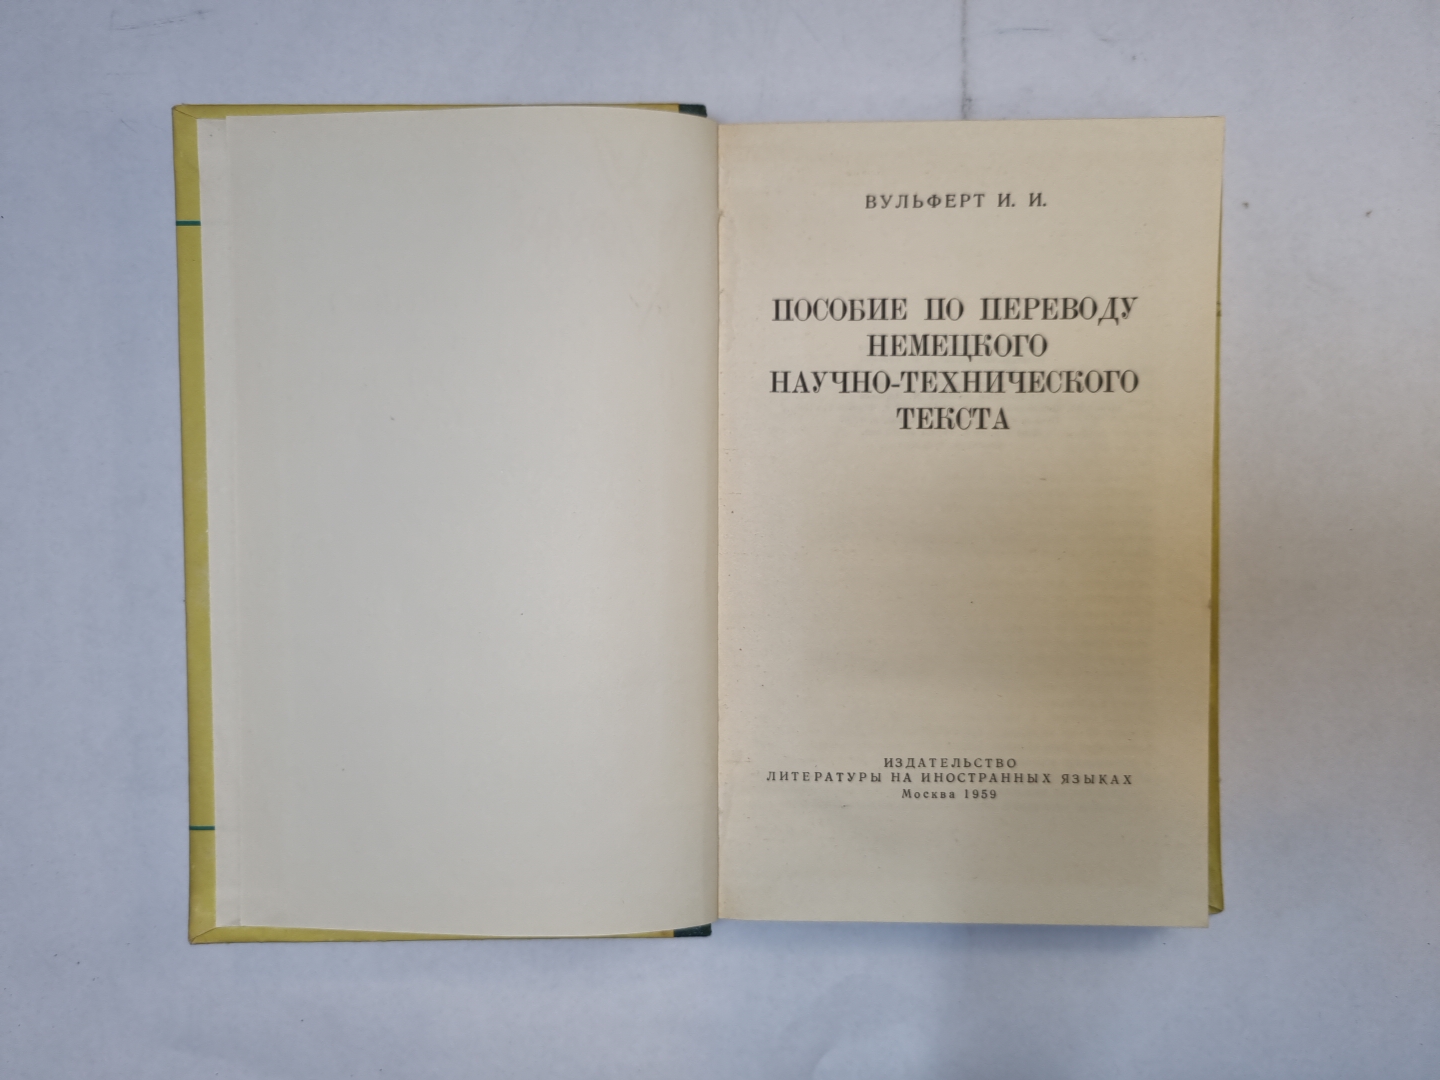 ВУЛЬФЕРТ И. И.
ПОСОБИЕ ПО ПЕРЕВОДУ
НЕМЕЦКОГО
НАУЧНО-ТЕХНИЧЕСКОГО
ТЕКСТА
ИЗДАТЕЛЬСТВО
ЛИТЕРАТУРЫ НА ИНОСТРАННЫХ ЯЗЫКАХ
Москва 1959